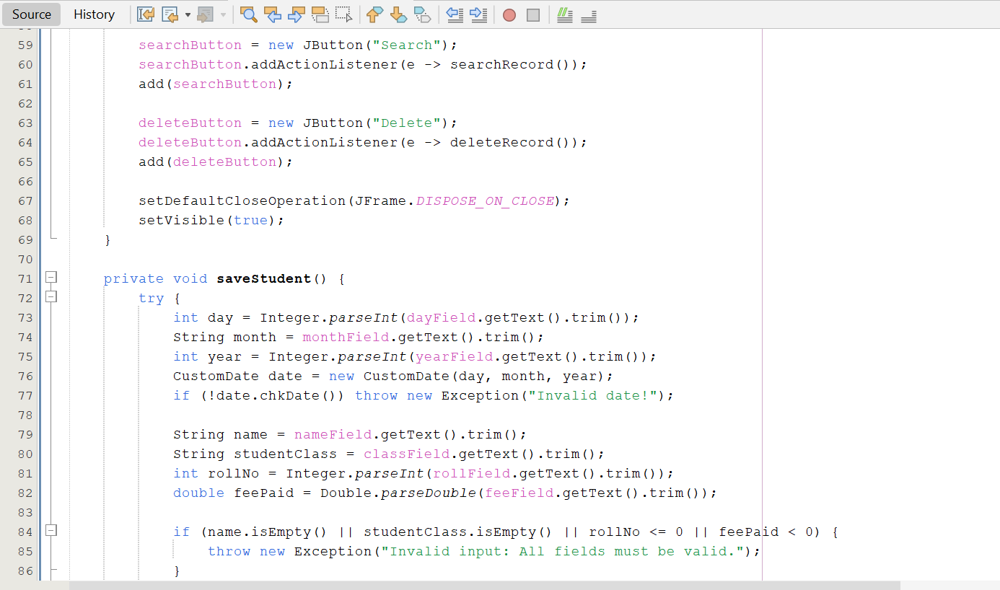 Source History
59 searchButton = new JButton("Search");
60 searchButton.addActionListener(e -> searchRecord());
61 add(searchButton);
62
63 deleteButton = new JButton("Delete");
64 deleteButton.addActionListener(e -> deleteRecord());
65 add(deleteButton);
66
67 setDefaultCloseOperation(JFrame.DISPOSE_ON_CLOSE);
68 setVisible(true);
69 }
70
71 private void saveStudent() {
72 try {
73 int day = Integer.parseInt(dayField.getText().trim());
74 String month = monthField.getText().trim();
75 int year = Integer.parseInt(yearField.getText().trim());
76 CustomDate date = new CustomDate(day, month, year);
77 if (!date.chkDate()) throw new Exception("Invalid date!");
78
79 String name = nameField.getText().trim();
80 String studentClass = classField.getText().trim();
81 int rollNo = Integer.parseInt(rollField.getText().trim());
82 double feePaid = Double.parseDouble(feeField.getText().trim());
83
84 if (name.isEmpty() || studentClass.isEmpty() || rollNo <= 0 || feePaid < 0) {
85 throw new Exception("Invalid input: All fields must be valid.");
86 }